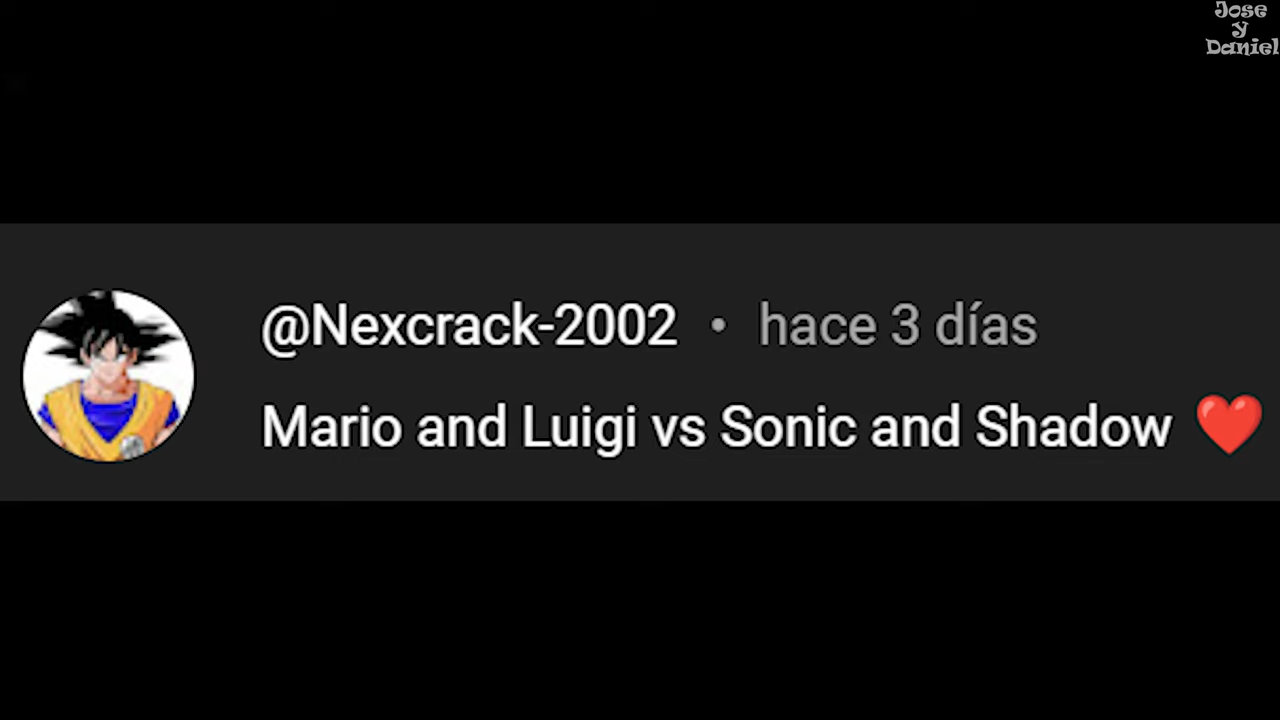 Jose
y
Daniel
@Nexcrack-2002 • hace 3 días
Mario and Luigi vs Sonic and Shadow ❤️